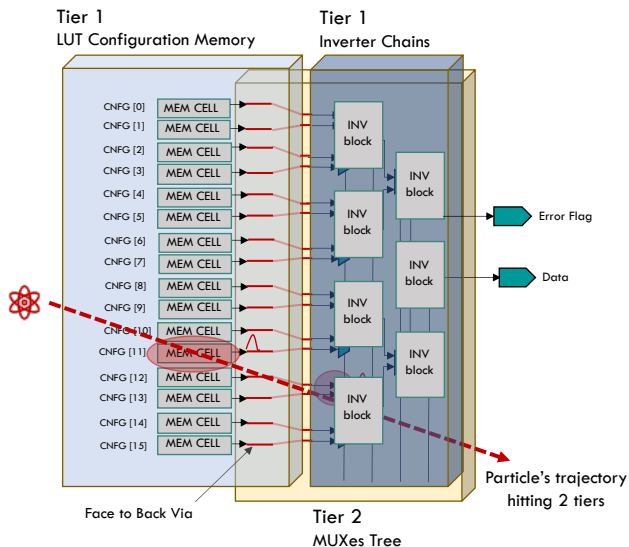 Tier 1
LUT Configuration Memory
Tier 1
Inverter Chains
CNFG [0] MEM CELL
CNFG [1] MEM CELL
CNFG [2] MEM CELL
CNFG [3] MEM CELL
CNFG [4] MEM CELL
CNFG [5] MEM CELL
CNFG [6] MEM CELL
CNFG [7] MEM CELL
CNFG [8] MEM CELL
CNFG [9] MEM CELL
CNFG [10] MEM CELL
CNFG [11] MEM CELL
CNFG [12] MEM CELL
CNFG [13] MEM CELL
CNFG [14] MEM CELL
CNFG [15] MEM CELL
INV
block
INV
block
INV
block
INV
block
INV
block
INV
block
INV
block
Error Flag
Data
Particle's trajectory
hitting 2 tiers
Face to Back Via
Tier 2
MUXes Tree